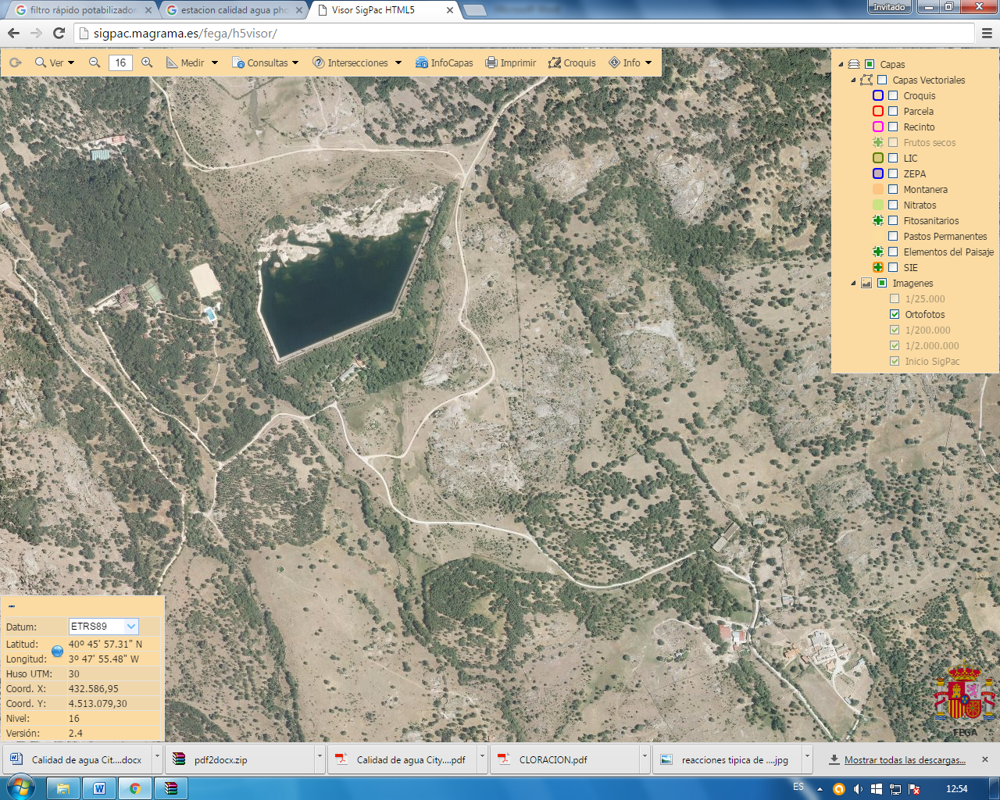 filtro rápido potabilizador
estacion calidad agua pho
Visor SigPac HTML5
Invitado
sigpac.magrama.es/fega/h5visor/
Ver
16
Medir
Consultas
Intersecciones
InfoCapas
Imprimir
Croquis
Info
Capas
Capas Vectoriales
Croquis
Parcela
Recinto
Frutos secos
LIC
ZEPA
Montanera
Nitratos
Fitosanitarios
Pastos Permanentes
Elementos del Paisaje
SIE
Imagenes
1/25.000
Ortofotos
1/200.000
1/2.000.000
Inicio SigPac
Datum: ETRS89
Latitud: 40º 45' 57.31" N
Longitud: 3º 47' 55.48" W
Huso UTM: 30
Coord. X: 432.586,95
Coord. Y: 4.513.079,30
Nivel: 16
Versión: 2.4
FEGA
Calidad de agua Cit....docx
pdf2docx.zip
Calidad de agua City....pdf
CLORACION.pdf
reacciones tipica de ....jpg
Mostrar todas las descargas...
ES
12:54